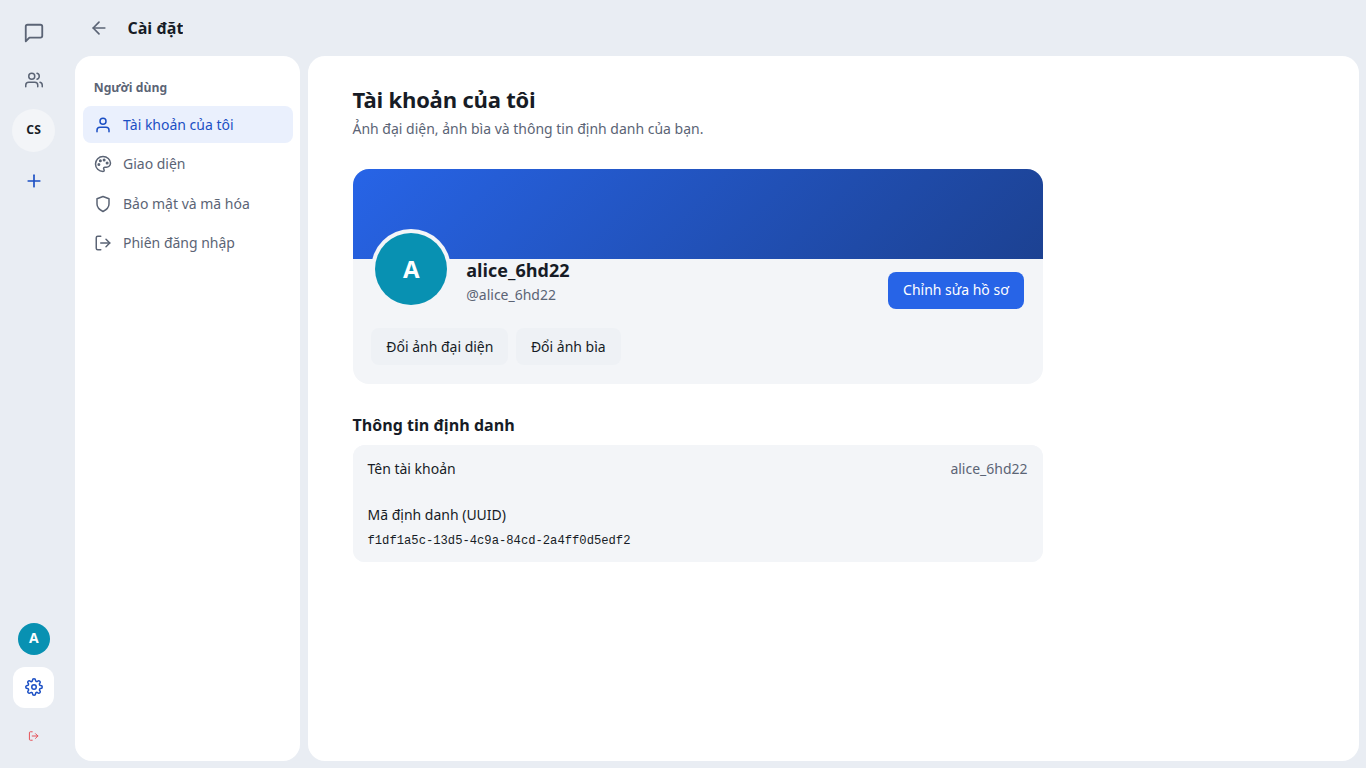 Cài đặt
CS
Người dùng
Tài khoản của tôi
Giao diện
Bảo mật và mã hóa
Phiên đăng nhập
A
Tài khoản của tôi
Ảnh đại diện, ảnh bìa và thông tin định danh của bạn.
A
alice_6hd22
@alice_6hd22
Chỉnh sửa hồ sơ
Đổi ảnh đại diện
Đổi ảnh bìa
Thông tin định danh
Tên tài khoản
alice_6hd22
Mã định danh (UUID)
f1df1a5c-13d5-4c9a-84cd-2a4ff0d5edf2